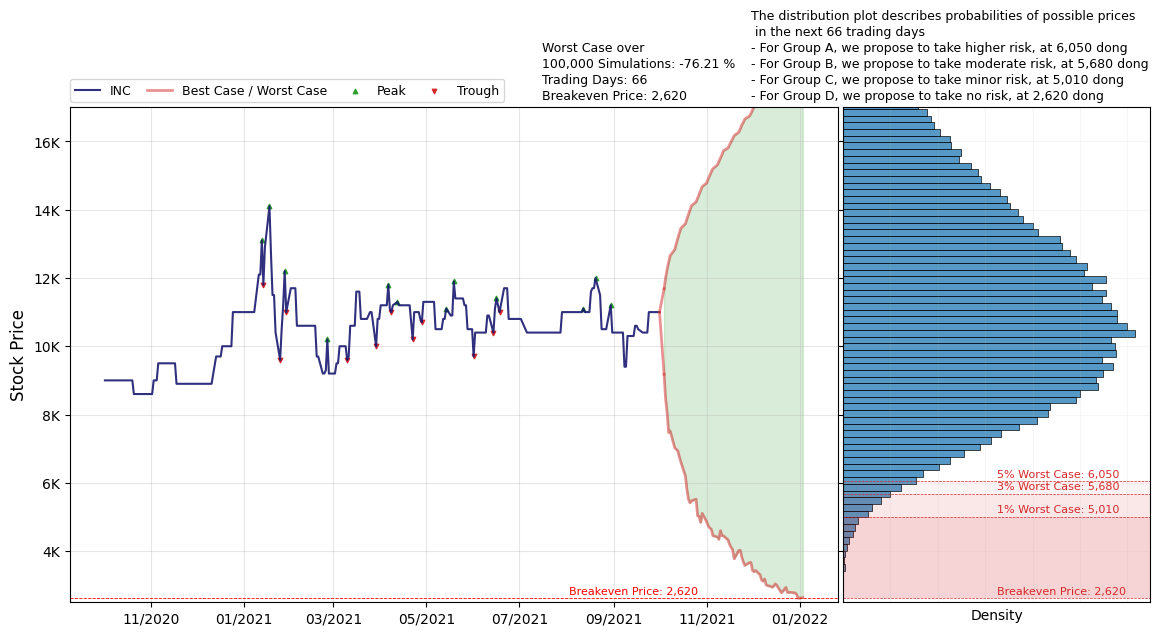 The distribution plot describes probabilities of possible prices
in the next 66 trading days
- For Group A, we propose to take higher risk, at 6,050 dong
- For Group B, we propose to take moderate risk, at 5,680 dong
- For Group C, we propose to take minor risk, at 5,010 dong
- For Group D, we propose to take no risk, at 2,620 dong
Worst Case over
100,000 Simulations: -76.21 %
Trading Days: 66
Breakeven Price: 2,620
INC
Best Case / Worst Case
Peak
Trough
Stock Price
16K
14K
12K
10K
8K
6K
4K
Breakeven Price: 2,620
11/2020
01/2021
3/2021
05/2021
07/2021
09/2021
11/2021
01/2022
5% Worst Case: 6,050
3% Worst Case: 5,680
1% Worst Case: 5,010
Breakeven Price: 2,620
Density